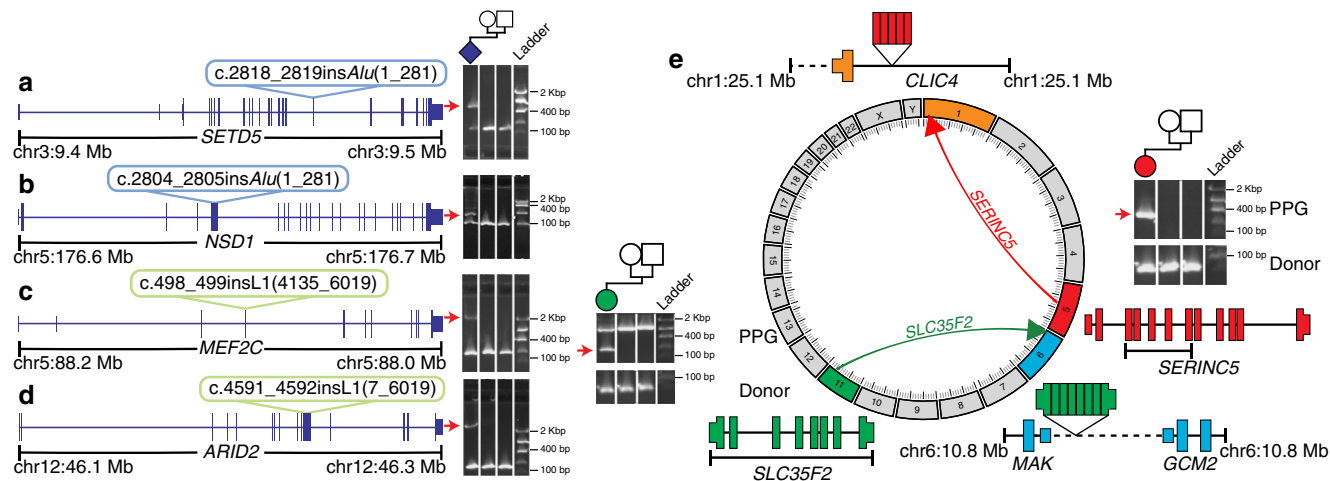 a
c.2818_2819insAlu(1_281)
SETD5
chr3:9.4 Mb
chr3:9.5 Mb
Ladder
2 Kbp
400 bp
100 bp
b
c.2804_2805insAlu(1_281)
NSD1
chr5:176.6 Mb
chr5:176.7 Mb
2 Kbp
400 bp
100 bp
c
c.498_499insL1(4135_6019)
MEF2C
chr5:88.2 Mb
chr5:88.0 Mb
2 Kbp
400 bp
100 bp
d
c.4591_4592insL1(7_6019)
ARID2
chr12:46.1 Mb
chr12:46.3 Mb
2 Kbp
400 bp
100 bp
Ladder
2 Kbp
400 bp
100 bp
100 bp
PPG
Donor
e
chr1:25.1 Mb
CLIC4
chr1:25.1 Mb
1
2
3
4
5
6
7
8
9
10
11
12
13
14
15
16
17
18
19
20
21
22
X
Y
SERINC5
SLC35F2
Ladder
2 Kbp
400 bp
PPG
100 bp
100 bp
Donor
SERINC5
SLC35F2
chr6:10.8 Mb
MAK
GCM2
chr6:10.8 Mb